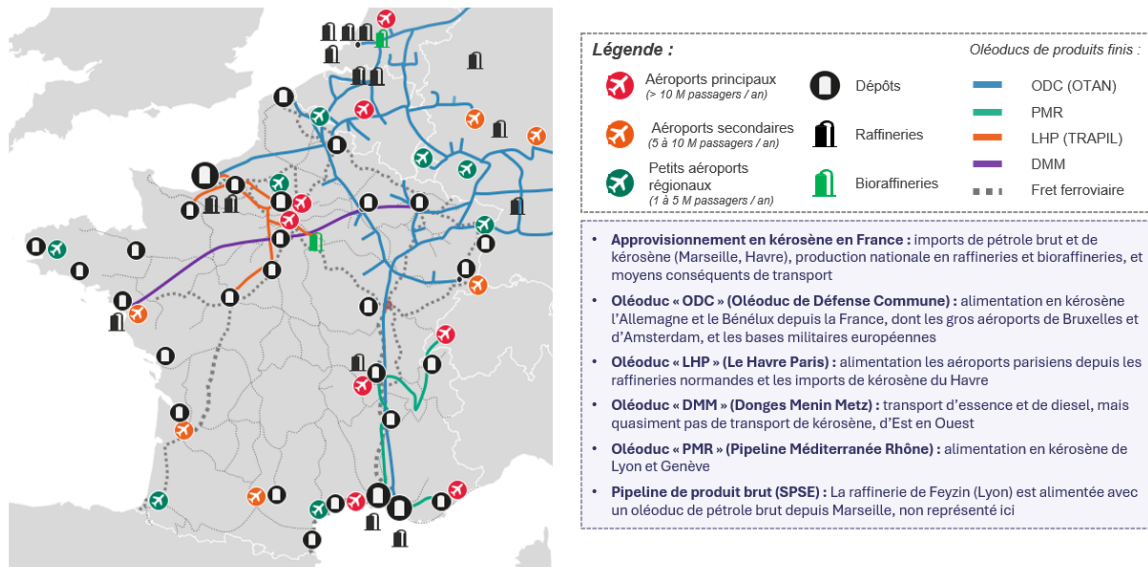 Légende :
Oléoducs de produits finis :
Aéroports principaux
(> 10 M passagers / an)
Dépôts
ODC (OTAN)
PMR
Aéroports secondaires
(5 à 10 M passagers / an)
Raffineries
LHP (TRAPIL)
DMM
Petits aéroports
régionaux
(1 à 5 M passagers / an)
Bioraffineries
Fret ferroviaire
• Approvisionnement en kérosène en France : imports de pétrole brut et de
kérosène (Marseille, Havre), production nationale en raffineries et bioraffineries, et
moyens conséquents de transport
• Oléoduc « ODC » (Oléoduc de Défense Commune) : alimentation en kérosène
l'Allemagne et le Bénélux depuis la France, dont les gros aéroports de Bruxelles et
d'Amsterdam, et les bases militaires européennes
• Oléoduc « LHP » (Le Havre Paris) : alimentation les aéroports parisiens depuis les
raffineries normandes et les imports de kérosène du Havre
• Oléoduc « DMM » (Donges Menin Metz) : transport d'essence et de diesel, mais
quasiment pas de transport de kérosène, d'Est en Ouest
• Oléoduc « PMR » (Pipeline Méditerranée Rhône) : alimentation en kérosène de
Lyon et Genève
• Pipeline de produit brut (SPSE) : La raffinerie de Feyzin (Lyon) est alimentée avec
un oléoduc de pétrole brut depuis Marseille, non représenté ici